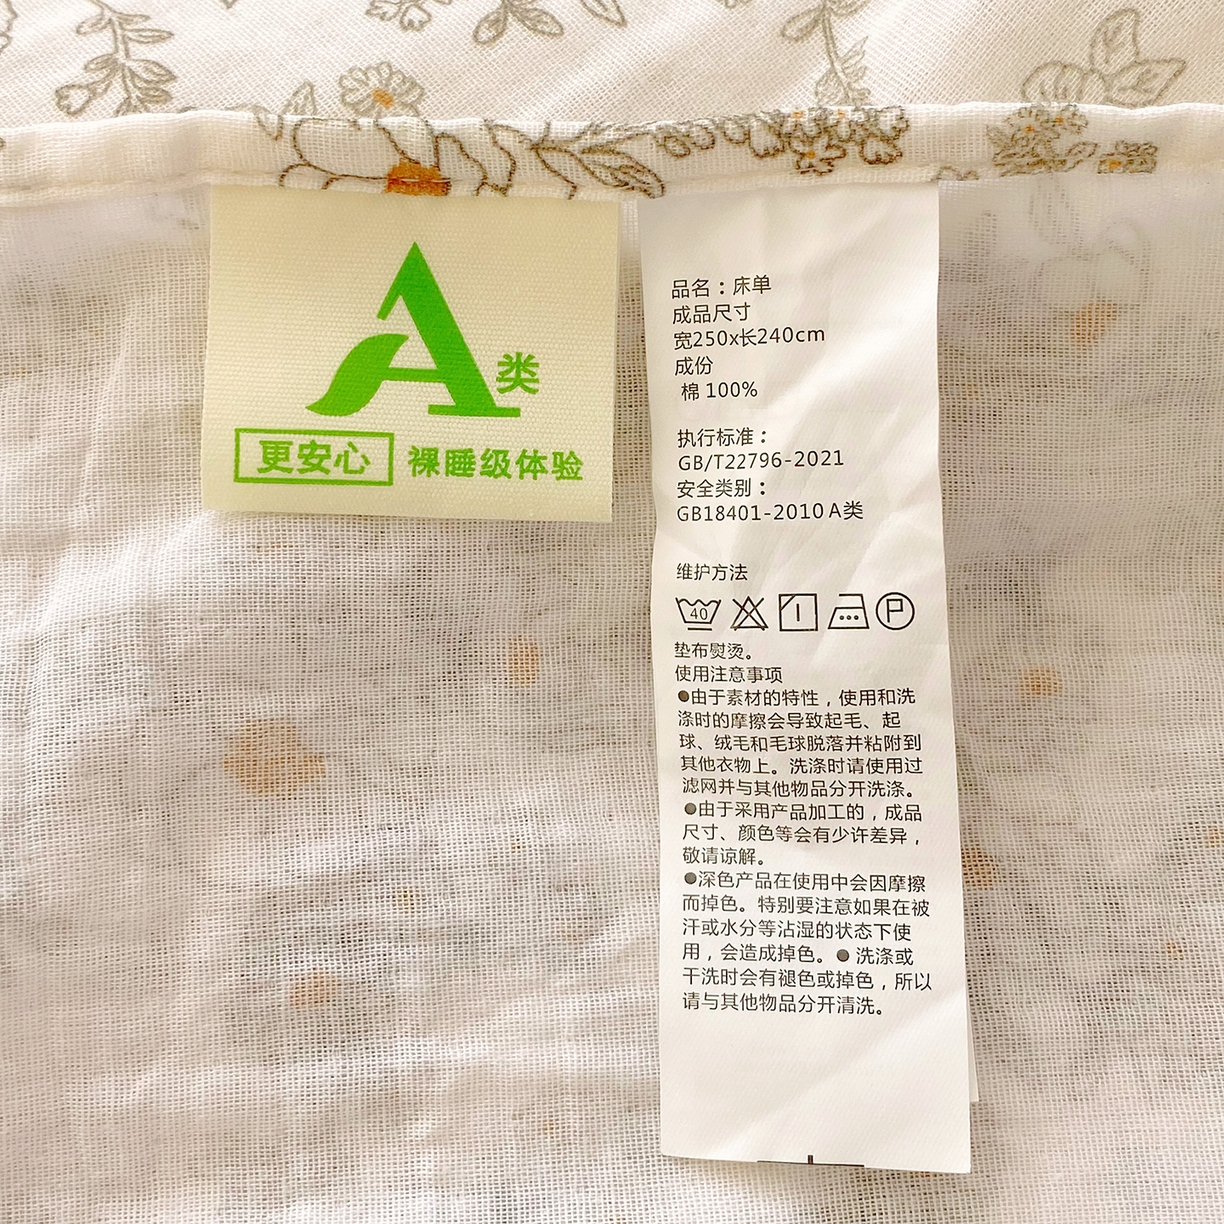 A类
更安心 裸睡级体验
品名：床单
成品尺寸
宽250x长240cm
成份
棉 100%
执行标准：
GB/T22796-2021
安全类别：
GB18401-2010 A类
维护方法
40 P
垫布熨烫。
使用注意事项
●由于素材的特性，使用和洗
涤时的摩擦会导致起毛、起
球、绒毛和毛球脱落并粘附到
其他衣物上。洗涤时请使用过
滤网并与其他物品分开洗涤。
●由于采用产品加工的，成品
尺寸、颜色等会有少许差异，
敬请谅解。
●深色产品在使用中会因摩擦
而掉色。特别要注意如果在被
汗或水分等沾湿的状态下使
用，会造成掉色。● 洗涤或
干洗时会有褪色或掉色，所以
请与其他物品分开清洗。